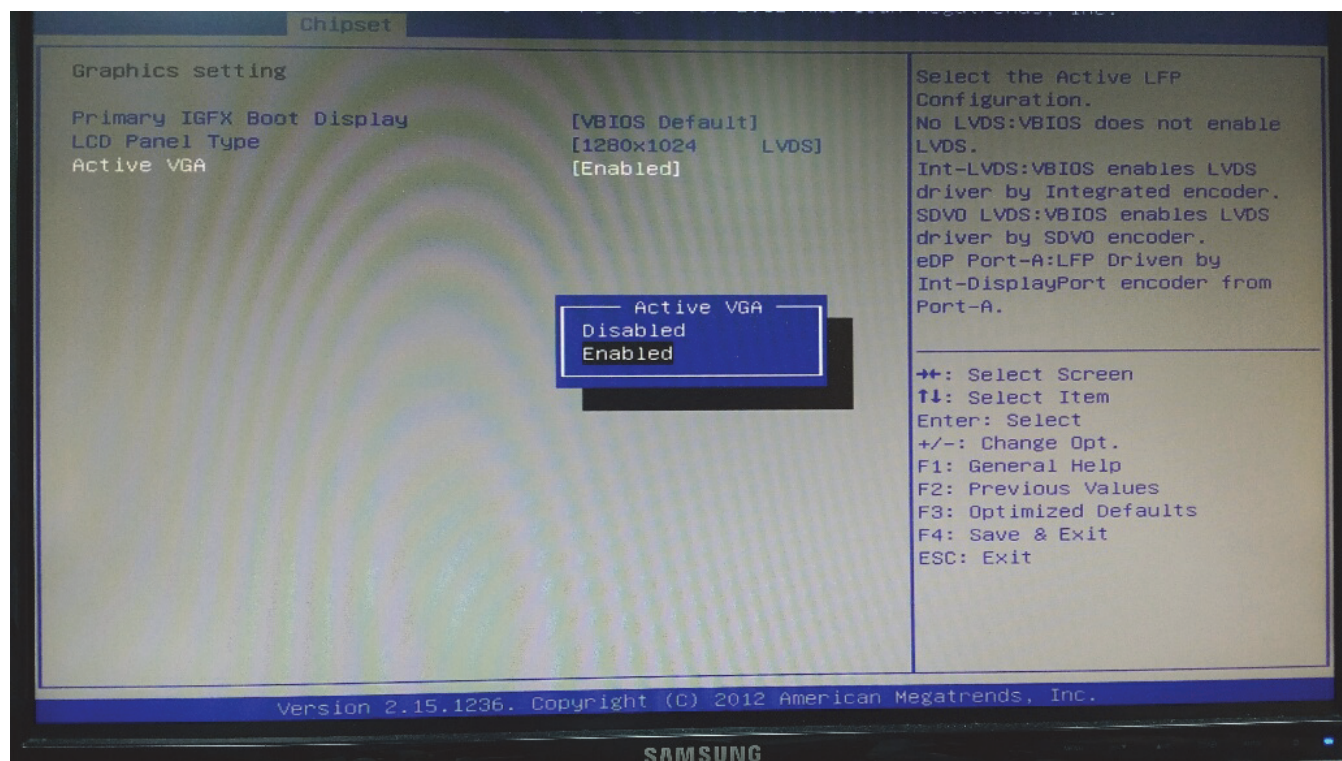 Chipset
Graphics setting
Primary IGFX Boot Display [VBIOS Default]
LCD Panel Type [1280x1024 LVDS]
Active VGA [Enabled]
Active VGA
Disabled
Enabled
Select the Active LFP
Configuration.
No LVDS:VBIOS does not enable
LVDS.
Int-LVDS:VBIOS enables LVDS
driver by Integrated encoder.
SDVO LVDS:VBIOS enables LVDS
driver by SDVO encoder.
eDP Port-A:LFP Driven by
Int-DisplayPort encoder from
Port-A.
→←: Select Screen
↑↓: Select Item
Enter: Select
+/-: Change Opt.
F1: General Help
F2: Previous Values
F3: Optimized Defaults
F4: Save & Exit
ESC: Exit
Version 2.15.1236. Copyright (C) 2012 American Megatrends, Inc.
SAMSUNG